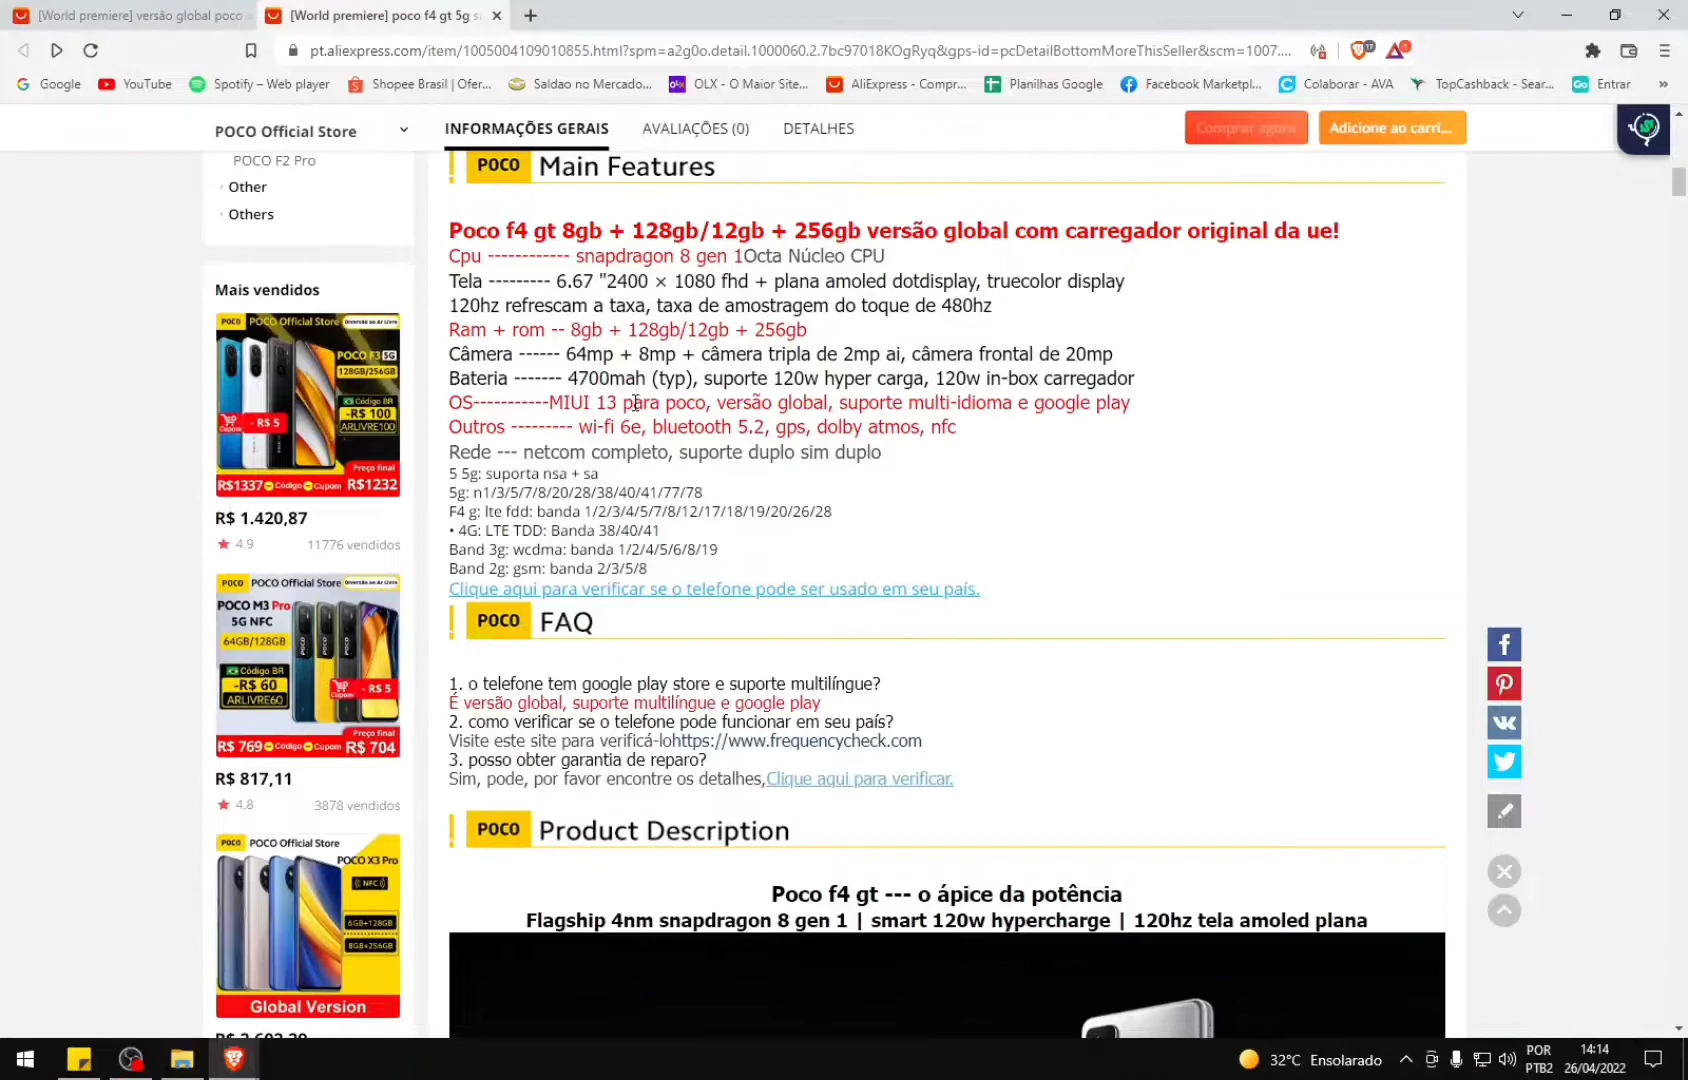 [World premiere] versão global poco
[World premiere] poco f4 gt 5g s
pt.aliexpress.com/item/1005004109010855.html?spm=a2g0o.detail.1000060.2.7bc97018KOgRyq&gps-id=pcDetailBottomMoreThisSeller&scm=1007....
17
1
Google
YouTube
Spotify – Web player
Shopee Brasil | Ofer...
Saldao no Mercado...
OLX - O Maior Site...
AliExpress - Compr...
Planilhas Google
Facebook Marketpl...
Colaborar - AVA
TopCashback - Sear...
Entrar
»
POCO Official Store
INFORMAÇÕES GERAIS
AVALIAÇÕES (0)
DETALHES
Comprar agora
Adicione ao carri...
POCO F2 Pro
Other
Others
Mais vendidos
POCO POCO Official Store
POCO F3 5G
128GB/256GB
Código BR
-R$ 100
ARLIVRE100
Cupom - R$ 5
Preço final
R$1337 Código Cupom R$1232
R$ 1.420,87
4.9 11776 vendidos
POCO POCO Official Store
POCO M3 Pro
5G NFC
64GB/128GB
Código BR
-R$ 60
ARLIVRE60
Cupom - R$ 5
Preço final
R$ 769 Código Cupom R$ 704
R$ 817,11
4.8 3878 vendidos
POCO POCO Official Store
POCO X3 Pro
NFC
6GB+128GB
8GB+256GB
Global Version
POCO Main Features
Poco f4 gt 8gb + 128gb/12gb + 256gb versão global com carregador original da ue!
Cpu ------------ snapdragon 8 gen 1Octa Núcleo CPU
Tela --------- 6.67 "2400 × 1080 fhd + plana amoled dotdisplay, truecolor display
120hz refrescam a taxa, taxa de amostragem do toque de 480hz
Ram + rom -- 8gb + 128gb/12gb + 256gb
Câmera ------ 64mp + 8mp + câmera tripla de 2mp ai, câmera frontal de 20mp
Bateria ------- 4700mah (typ), suporte 120w hyper carga, 120w in-box carregador
OS-----------MIUI 13 para poco, versão global, suporte multi-idioma e google play
Outros --------- wi-fi 6e, bluetooth 5.2, gps, dolby atmos, nfc
Rede --- netcom completo, suporte duplo sim duplo
5 5g: suporta nsa + sa
5g: n1/3/5/7/8/20/28/38/40/41/77/78
F4 g: lte fdd: banda 1/2/3/4/5/7/8/12/17/18/19/20/26/28
• 4G: LTE TDD: Banda 38/40/41
Band 3g: wcdma: banda 1/2/4/5/6/8/19
Band 2g: gsm: banda 2/3/5/8
Clique aqui para verificar se o telefone pode ser usado em seu país.
POCO FAQ
1. o telefone tem google play store e suporte multilíngue?
É versão global, suporte multilíngue e google play
2. como verificar se o telefone pode funcionar em seu país?
Visite este site para verificá-lohttps://www.frequencycheck.com
3. posso obter garantia de reparo?
Sim, pode, por favor encontre os detalhes,Clique aqui para verificar.
POCO Product Description
Poco f4 gt --- o ápice da potência
Flagship 4nm snapdragon 8 gen 1 | smart 120w hypercharge | 120hz tela amoled plana
32°C Ensolarado
POR
PTB2
14:14
26/04/2022